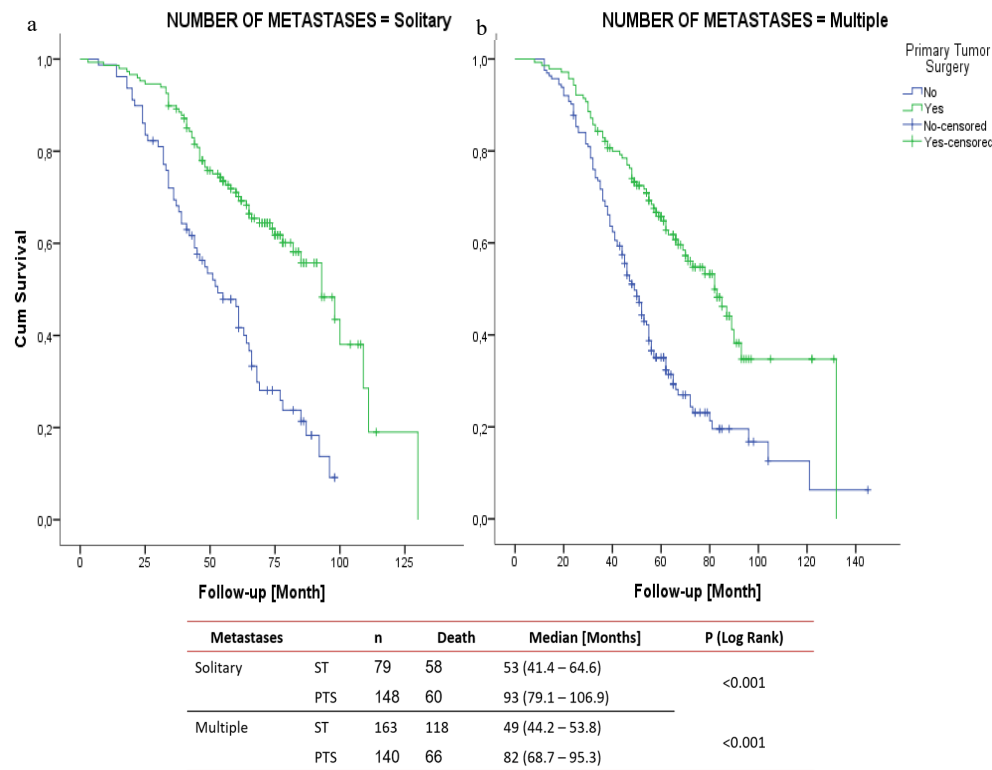 a
NUMBER OF METASTASES = Solitary
1,0
0,8
0,6
0,4
0,2
0,0
Cum Survival
0 25 50 75 100 125
Follow-up [Month]
b
NUMBER OF METASTASES = Multiple
1,0
0,8
0,6
0,4
0,2
0,0
0 20 40 60 80 100 120 140
Follow-up [Month]
Primary Tumor
Surgery
No
Yes
No-censored
Yes-censored
Metastases n Death Median [Months] P (Log Rank)
Solitary ST 79 58 53 (41.4 – 64.6) <0.001
PTS 148 60 93 (79.1 – 106.9)
Multiple ST 163 118 49 (44.2 – 53.8) <0.001
PTS 140 66 82 (68.7 – 95.3)